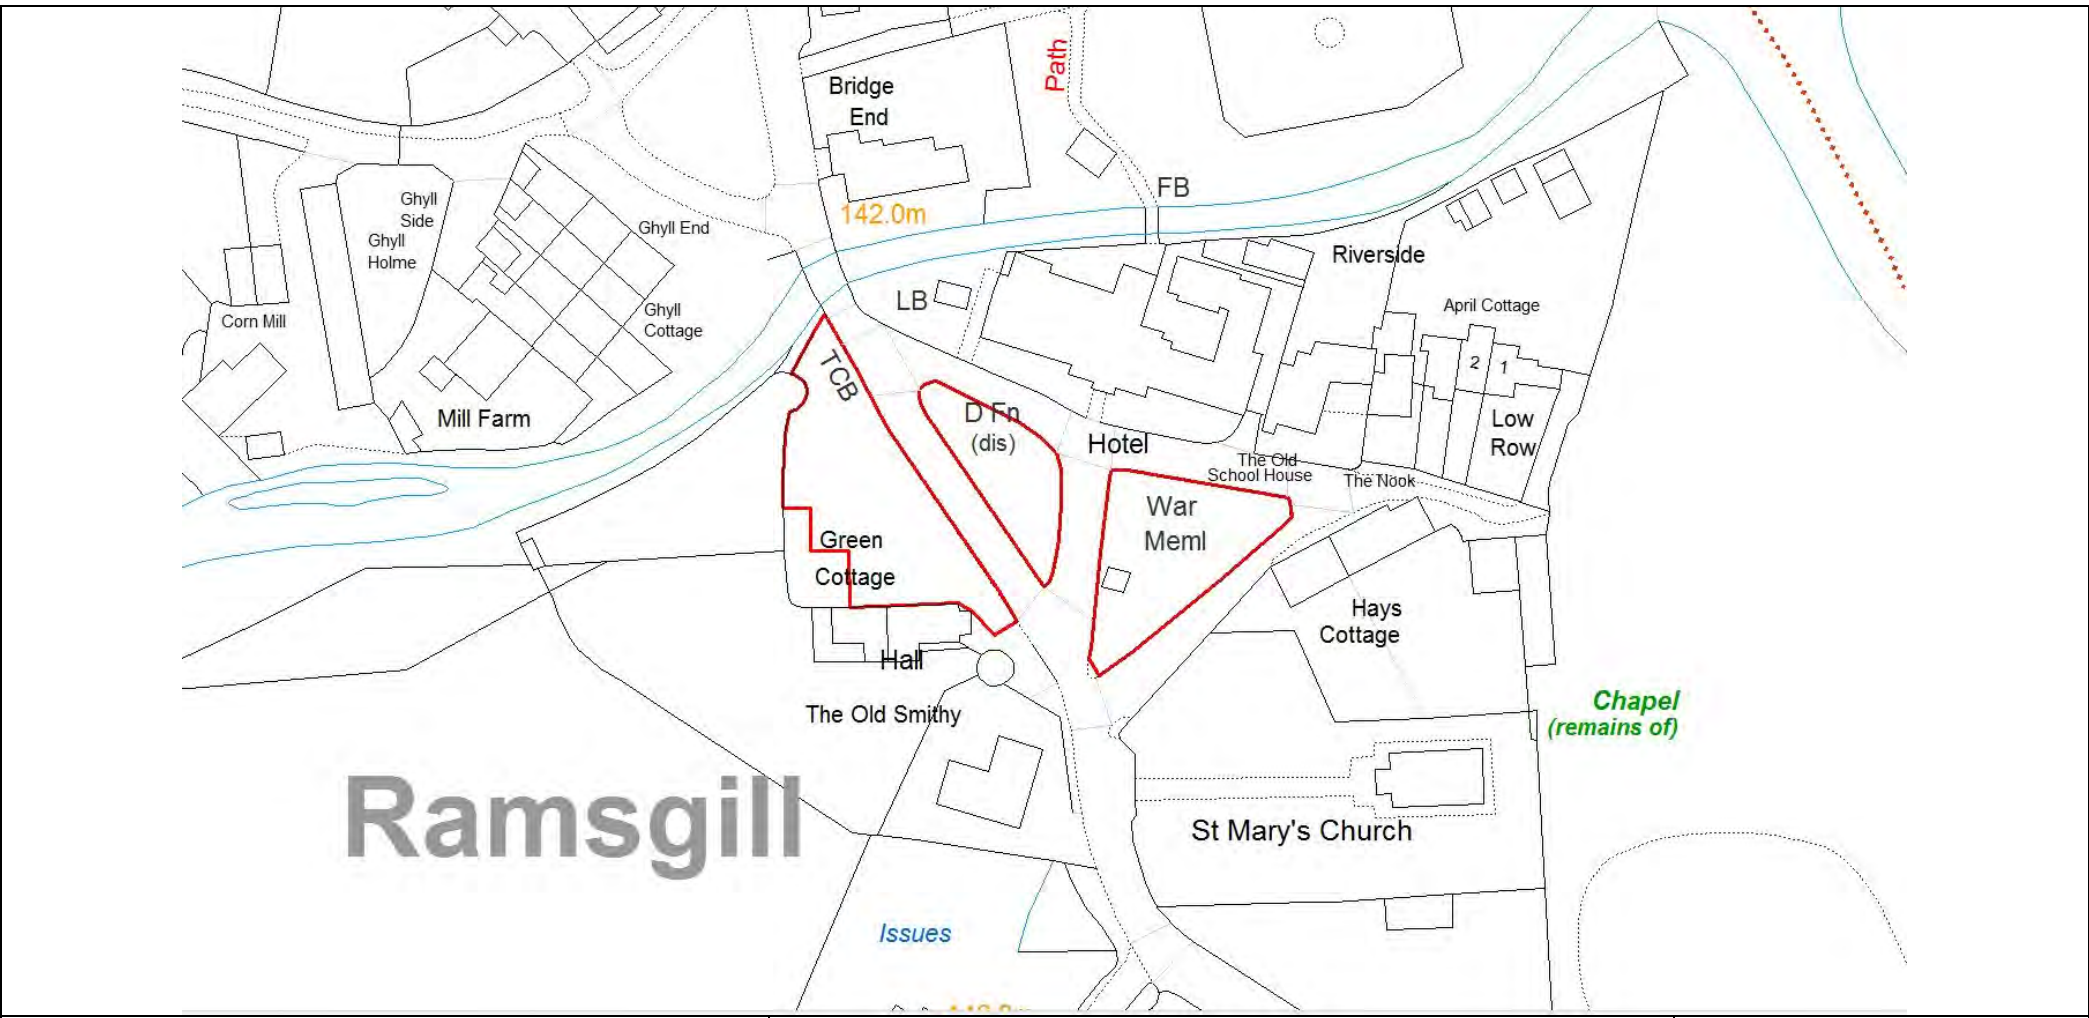 Path
Bridge
End
FB
142.0m
Ghyll
Side
Ghyll
Holme
Ghyll End
Riverside
LB
April Cottage
Corn Mill
Ghyll
Cottage
TCB
2
1
Mill Farm
D Fn
(dis)
Hotel
Low
Row
The Old
School House
The Nook
War
Meml
Green
Cottage
Hays
Cottage
Hall
The Old Smithy
Chapel
(remains of)
Ramsgill
St Mary's Church
Issues